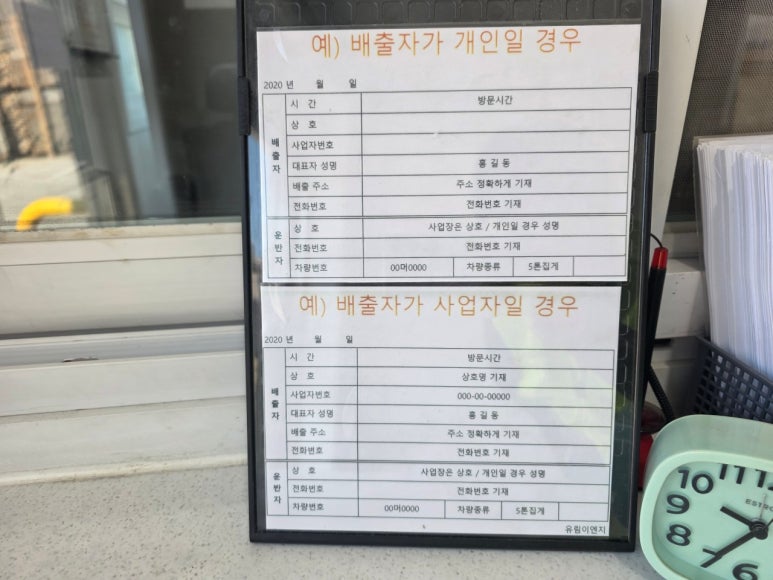 예) 배출자가 개인일 경우
2020 년 월 일
배출자
시 간 방문시간
상 호
사업자번호
대표자 성명 홍 길 동
배출 주소 주소 정확하게 기재
전화번호 전화번호 기재
운반자
상 호 사업장은 상호 / 개인일 경우 성명
전화번호 전화번호 기재
차량번호 00머0000 차량종류 5톤집게
예) 배출자가 사업자일 경우
2020 년 월 일
배출자
시 간 방문시간
상 호 상호명 기재
사업자번호 000-00-00000
대표자 성명 홍 길 동
배출 주소 주소 정확하게 기재
전화번호 전화번호 기재
운반자
상 호 사업장은 상호 / 개인일 경우 성명
전화번호 전화번호 기재
차량번호 00머0000 차량종류 5톤집게
유림이엔지
10 11
9
8
7
6